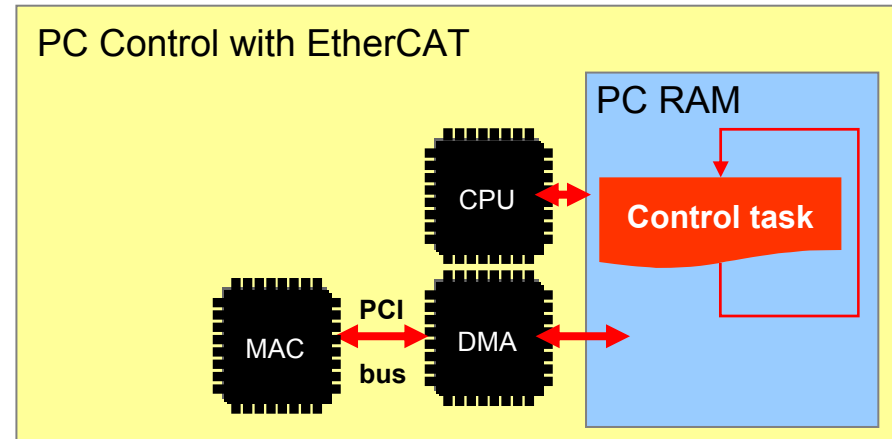 PC Control with EtherCAT
PC RAM
CPU
Control task
PCI
MAC
DMA
bus